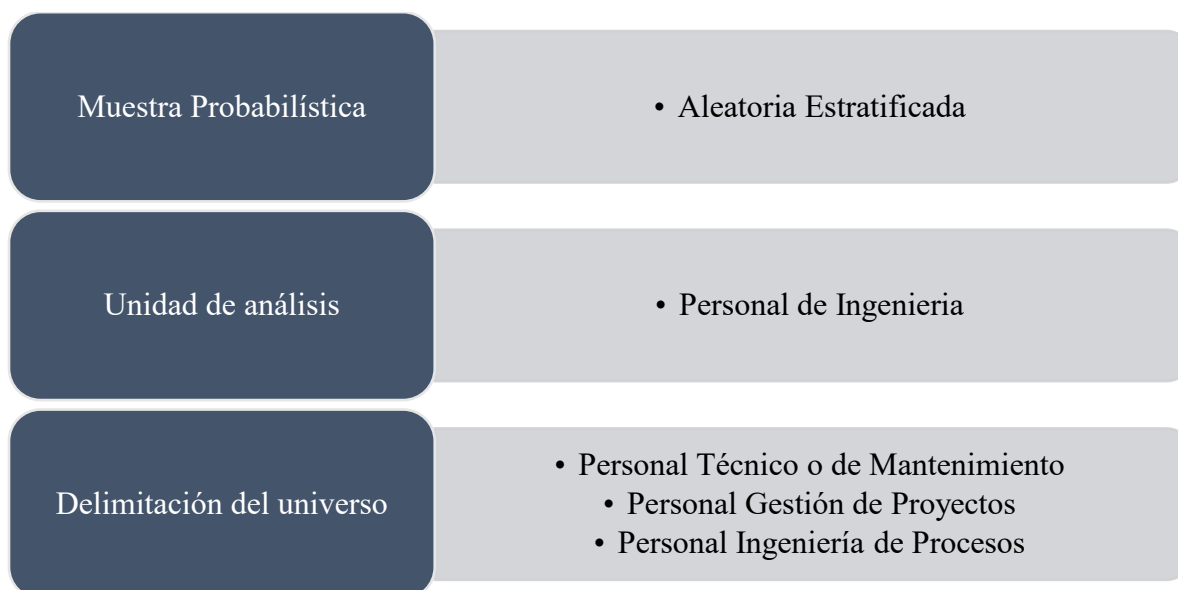 Muestra Probabilística
• Aleatoria Estratificada
Unidad de análisis
• Personal de Ingenieria
Delimitación del universo
• Personal Técnico o de Mantenimiento
• Personal Gestión de Proyectos
• Personal Ingeniería de Procesos